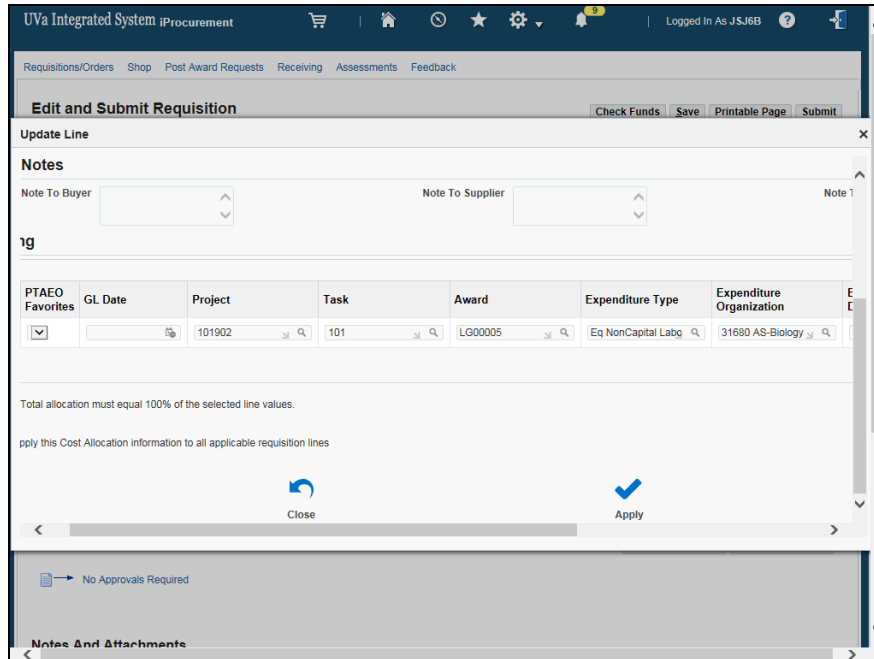 UVa Integrated System iProcurement
9
Logged In As JSJ6B
Requisitions/Orders Shop Post Award Requests Receiving Assessments Feedback
Edit and Submit Requisition
Check Funds Save Printable Page Submit
Update Line
Notes
Note To Buyer
Note To Supplier
Note T
ng
PTAEO Favorites GL Date Project Task Award Expenditure Type Expenditure Organization
101902 101 LG00005 Eq NonCapital Labo 31680 AS-Biology
Total allocation must equal 100% of the selected line values.
pply this Cost Allocation information to all applicable requisition lines
Close
Apply
No Approvals Required
Notes And Attachments